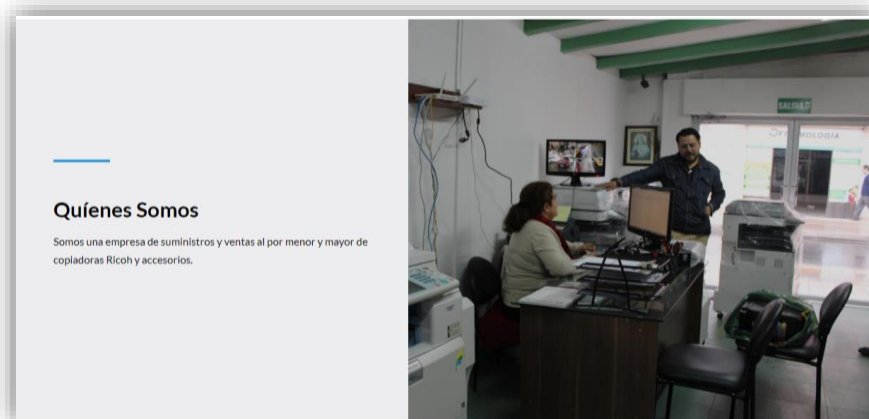 Quíenes Somos
Somos una empresa de suministros y ventas al por menor y mayor de
copiadoras Ricoh y accesorios.
SALIDA